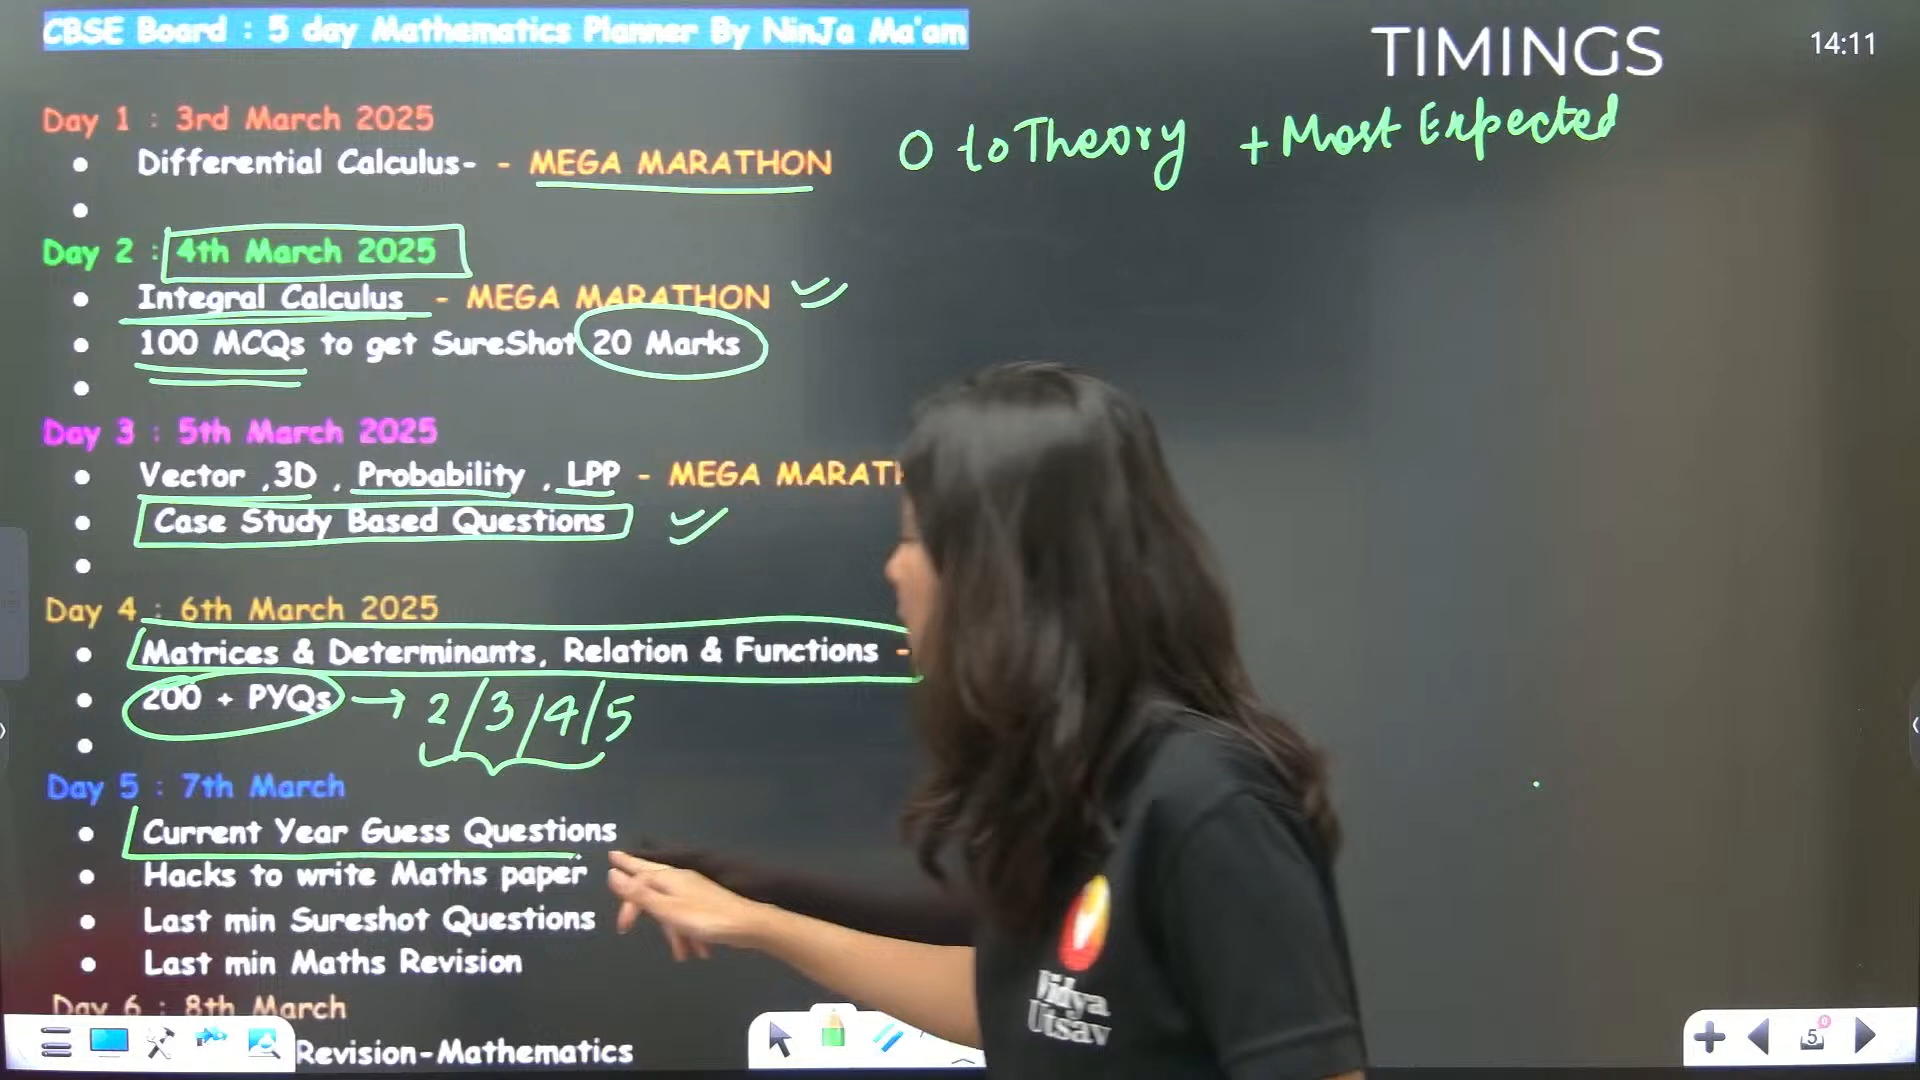 CBSE Board : 5 day Mathematics Planner By NinJa Ma'am
TIMINGS
14:11
Day 1 : 3rd March 2025
Differential Calculus- - MEGA MARATHON
0 to Theory + Most Expected
Day 2 : 4th March 2025
Integral Calculus - MEGA MARATHON
100 MCQs to get SureShot 20 Marks
Day 3 : 5th March 2025
Vector ,3D , Probability , LPP - MEGA MARATH
Case Study Based Questions
Day 4 : 6th March 2025
Matrices & Determinants, Relation & Functions -
200 + PYQs → 2/3/4/5
Day 5 : 7th March
Current Year Guess Questions
Hacks to write Maths paper
Last min Sureshot Questions
Last min Maths Revision
Day 6 : 8th March
Revision-Mathematics
Vidya
Utsav
5
0